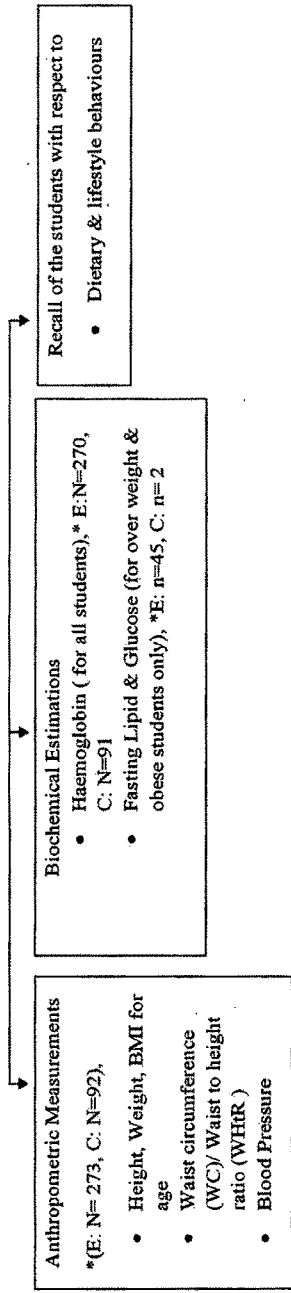 Anthropometric Measurements
*(E: N= 273, C: N=92),
• Height, Weight, BMI for
age
• Waist circumference
(WC)/ Waist to height
ratio (WHtR)
• Blood Pressure
Biochemical Estimations
• Haemoglobin ( for all students),* E:N=270,
C: N=91
• Fasting Lipid & Glucose (for over weight &
obese students only), *E: n=45, C: n= 2
Recall of the students with respect to
• Dietary & lifestyle behaviours